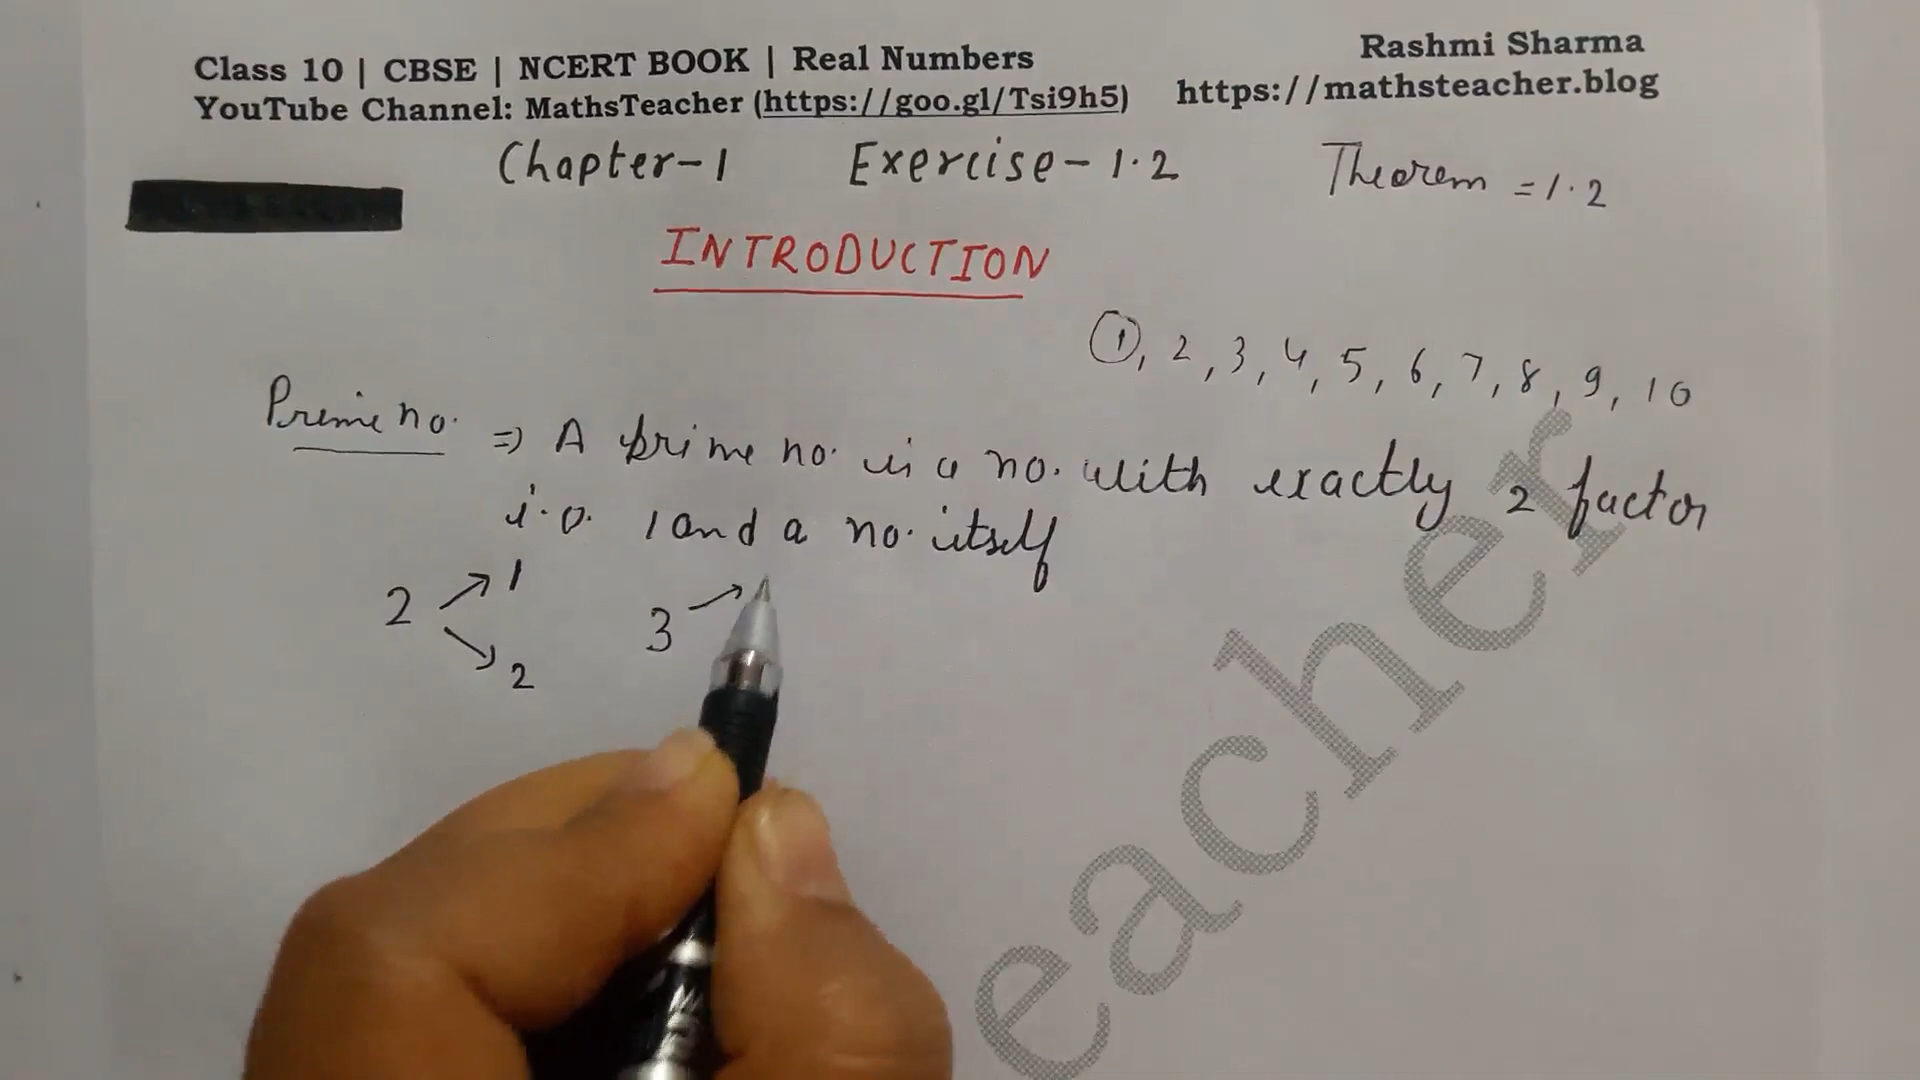 Class 10 | CBSE | NCERT BOOK | Real Numbers
Rashmi Sharma
YouTube Channel: MathsTeacher (https://goo.gl/Tsi9h5)
https://mathsteacher.blog
Chapter-1 Exercise-1.2 Theorem = 1.2
INTRODUCTION
1, 2, 3, 4, 5, 6, 7, 8, 9, 10
Prime no. => A prime no. is a no. with exactly 2 factor
i.e. 1 and a no. itself
2 → 1
→ 2
3 →
eacher